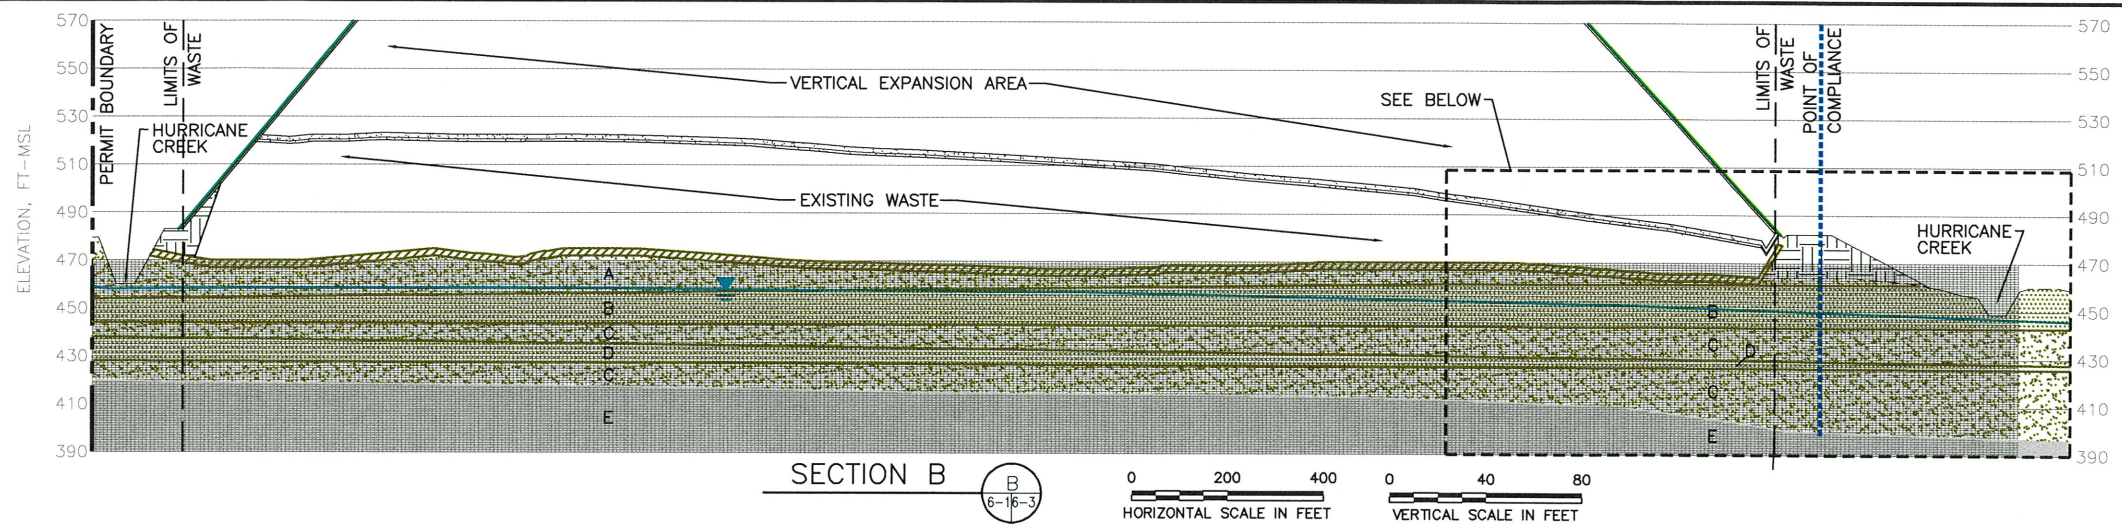 570
550
530
510
490
470
450
430
410
390
ELEVATION, FT-MSL
PERMIT BOUNDARY
LIMITS OF
WASTE
HURRICANE
CREEK
VERTICAL EXPANSION AREA
EXISTING WASTE
SEE BELOW
LIMITS OF
WASTE
POINT OF
COMPLIANCE
HURRICANE
CREEK
570
550
530
510
490
470
450
430
410
390
A
B
C
D
C
E
B
C
D
C
E
SECTION B
B
6-1 6-3
0 200 400
HORIZONTAL SCALE IN FEET
0 40 80
VERTICAL SCALE IN FEET